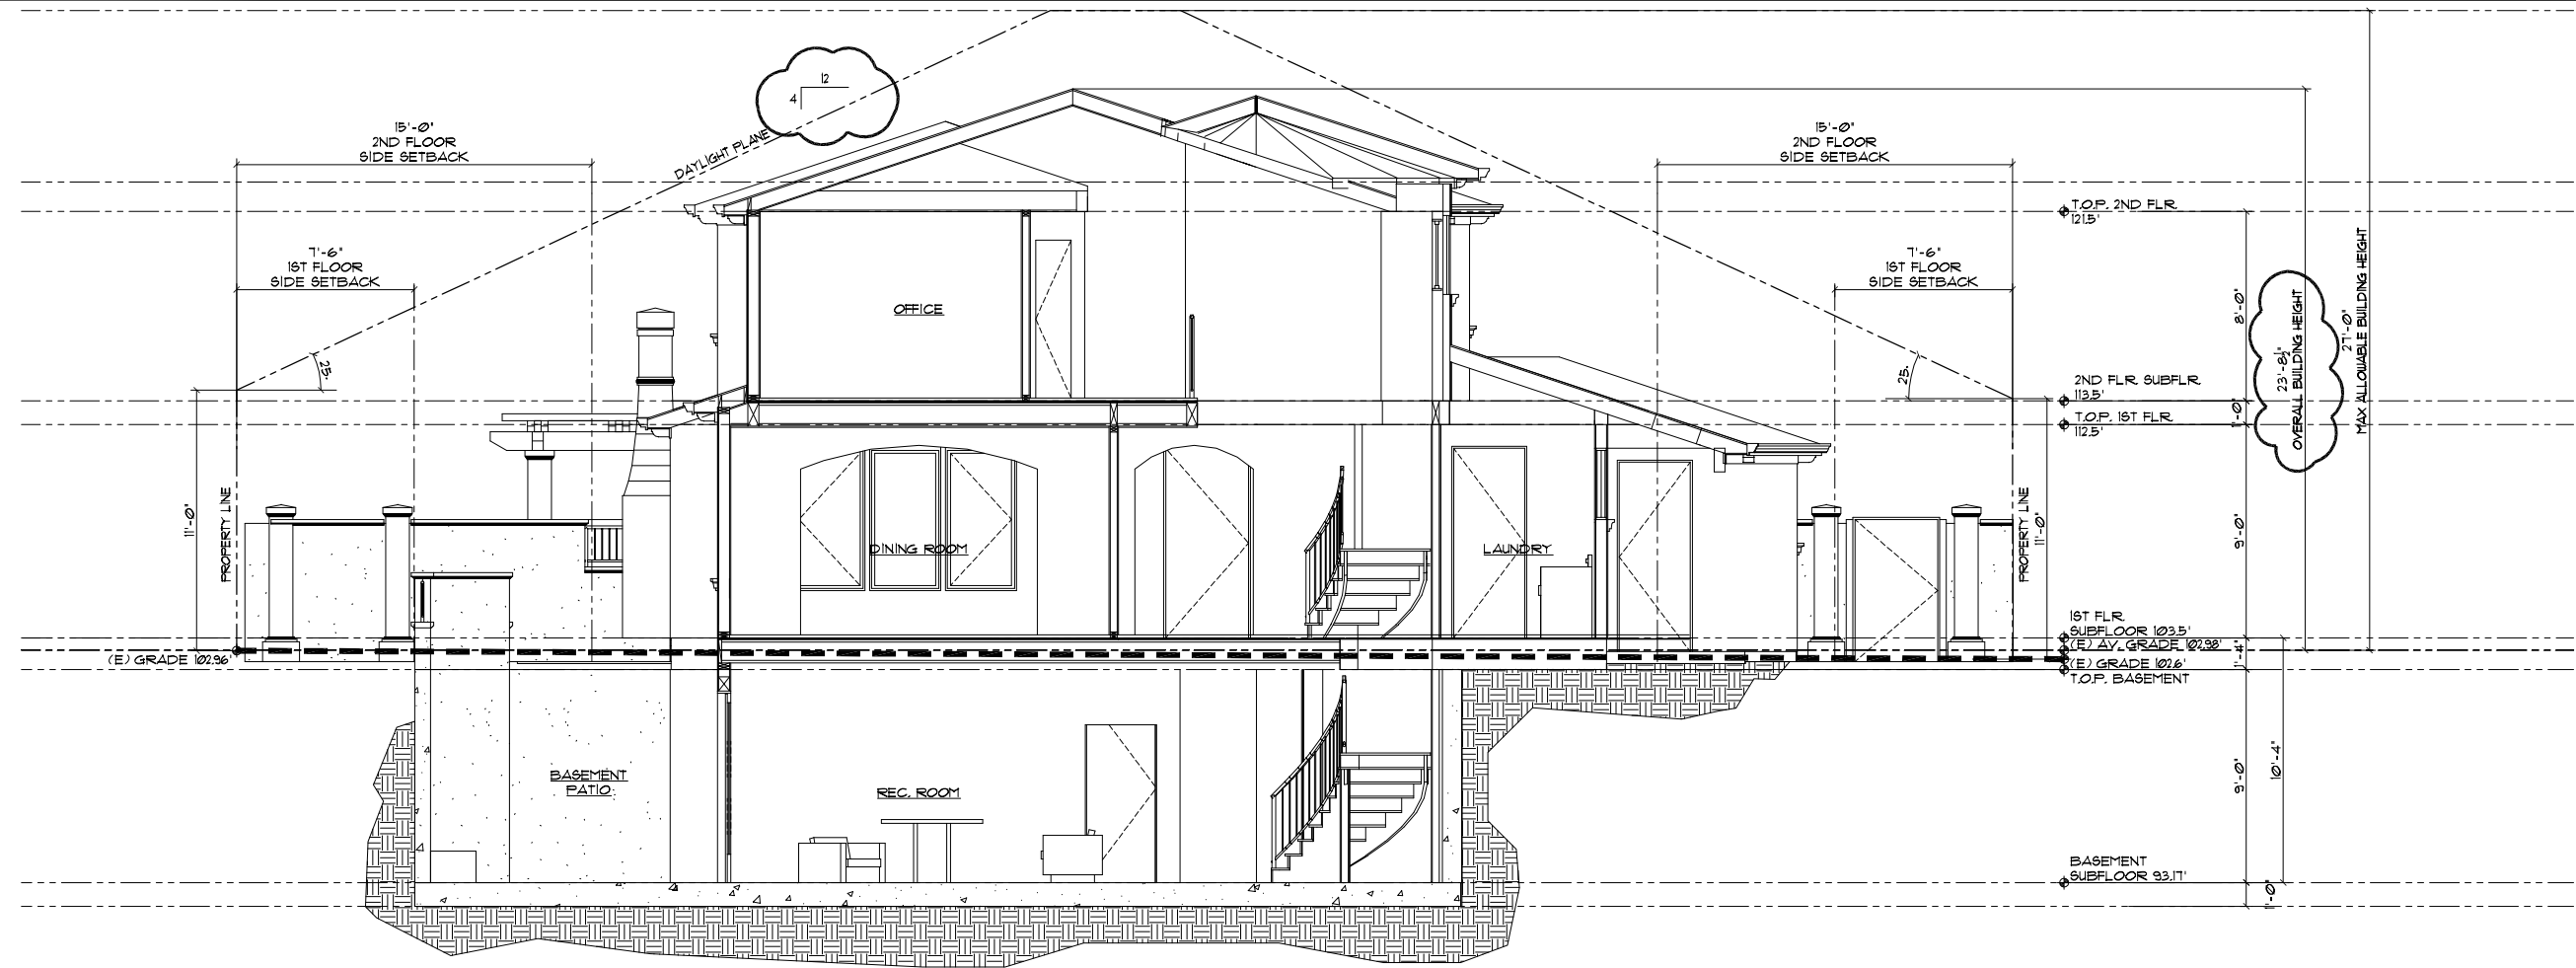 12
4
DAYLIGHT PLANE
15'-0"
2ND FLOOR
SIDE SETBACK
15'-0"
2ND FLOOR
SIDE SETBACK
7'-6"
1ST FLOOR
SIDE SETBACK
7'-6"
1ST FLOOR
SIDE SETBACK
T.O.P. 2ND FLR.
121.5'
8'-0"
23'-8½"
OVERALL BUILDING HEIGHT
27'-0"
MAX ALLOWABLE BUILDING HEIGHT
OFFICE
25°
25°
2ND FLR. SUBFLR.
113.5'
1'-0"
T.O.P. 1ST FLR.
112.5'
11'-0"
PROPERTY LINE
DINING ROOM
LAUNDRY
PROPERTY LINE
11'-0"
9'-0"
1ST FLR.
SUBFLOOR 103.5'
(E) AV. GRADE 102.98'
1'-4"
(E) GRADE 102.96'
(E) GRADE 102.6'
T.O.P. BASEMENT
BASEMENT
PATIO
REC. ROOM
9'-0"
10'-4"
BASEMENT
SUBFLOOR 93.17'
1'-0"